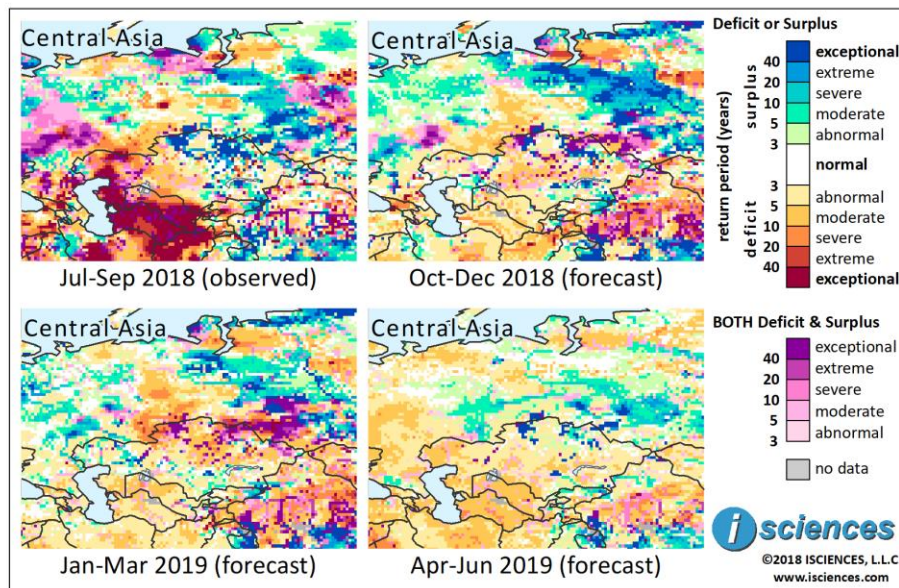 Central Asia
Jul-Sep 2018 (observed)
Central Asia
Oct-Dec 2018 (forecast)
Central Asia
Jan-Mar 2019 (forecast)
Central Asia
Apr-Jun 2019 (forecast)
Deficit or Surplus
return period (years)
surplus
deficit
40
20
10
5
3
3
5
10
20
40
exceptional
extreme
severe
moderate
abnormal
normal
abnormal
moderate
severe
extreme
exceptional
BOTH Deficit & Surplus
40
20
10
5
3
exceptional
extreme
severe
moderate
abnormal
no data
i sciences
©2018 ISCIENCES, L.L.C.
www.isciences.com